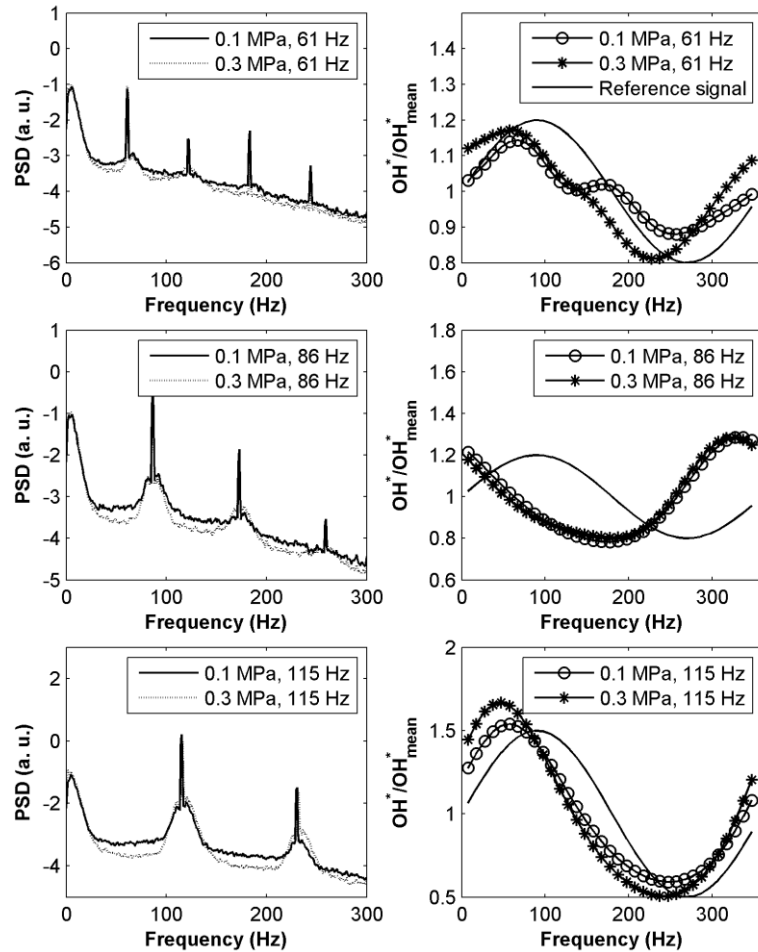 1
0
-1
-2
-3
-4
-5
-6
PSD (a. u.)
0.1 MPa, 61 Hz
0.3 MPa, 61 Hz
0 100 200 300
Frequency (Hz)
1.4
1.2
1.0
0.9
0.8
OH*/OH*mean
0.1 MPa, 61 Hz
0.3 MPa, 61 Hz
Reference signal
0 100 200 300
Frequency (Hz)
1
0
-1
-2
-3
-4
-5
PSD (a. u.)
0.1 MPa, 86 Hz
0.3 MPa, 86 Hz
0 100 200 300
Frequency (Hz)
1.8
1.6
1.4
1.2
1
0.8
0.6
OH*/OH*mean
0.1 MPa, 86 Hz
0.3 MPa, 86 Hz
0 100 200 300
Frequency (Hz)
2
0
-2
-4
PSD (a. u.)
0.1 MPa, 115 Hz
0.3 MPa, 115 Hz
0 100 200 300
Frequency (Hz)
2
1.5
1
0.5
OH*/OH*mean
0.1 MPa, 115 Hz
0.3 MPa, 115 Hz
0 100 200 300
Frequency (Hz)